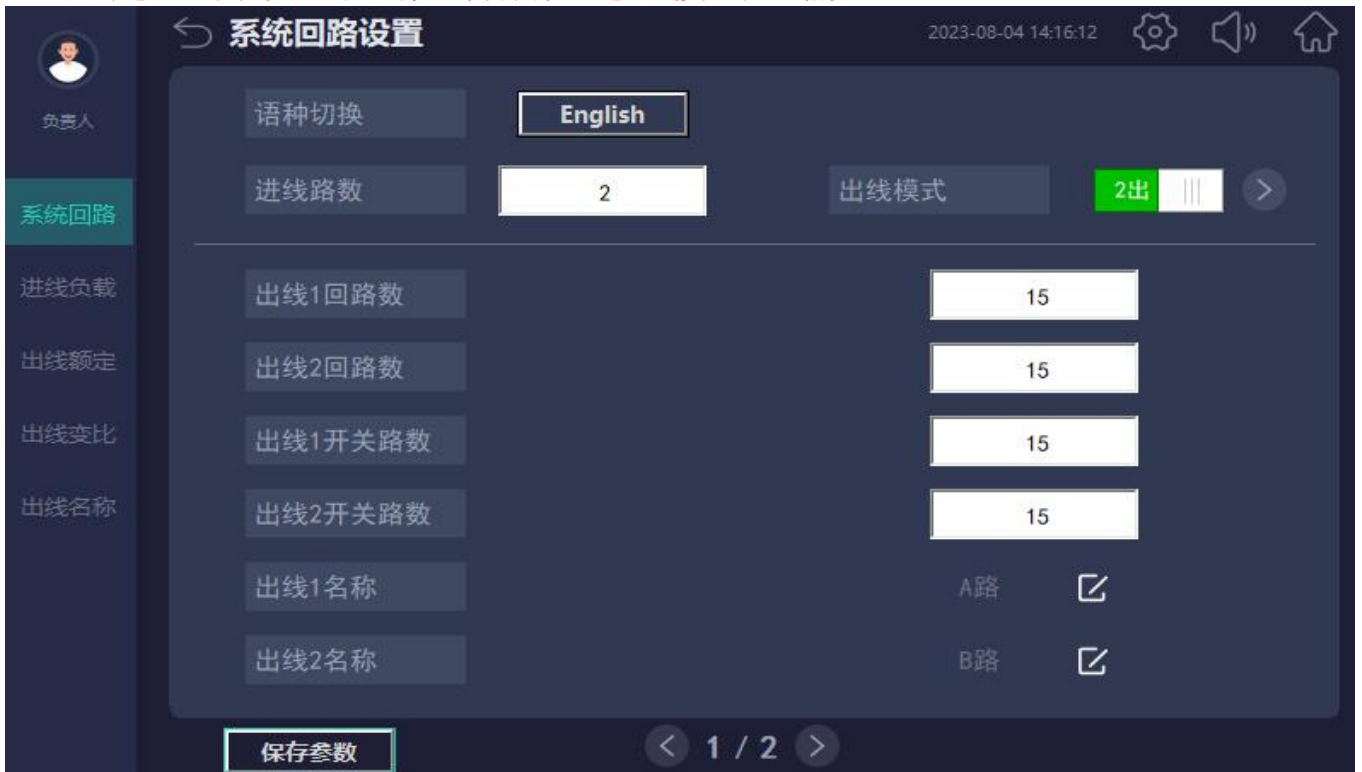 系统回路设置
2023-08-04 14:16:12
负责人
语种切换 English
进线路数 2 出线模式 2出
系统回路
进线负载
出线额定
出线变比
出线名称
出线1回路数 15
出线2回路数 15
出线1开关路数 15
出线2开关路数 15
出线1名称 A路
出线2名称 B路
保存参数
1 / 2